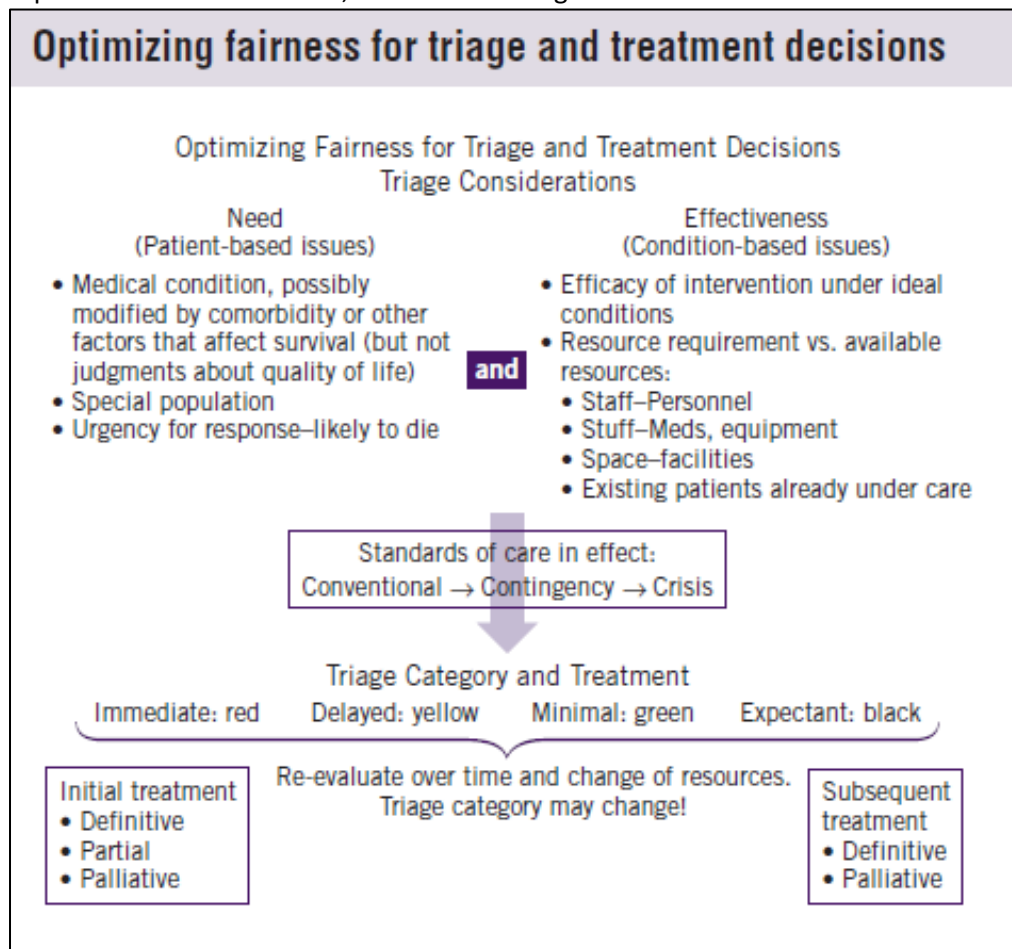 Optimizing fairness for triage and treatment decisions
Optimizing Fairness for Triage and Treatment Decisions
Triage Considerations
Need
(Patient-based issues)
• Medical condition, possibly
modified by comorbidity or other
factors that affect survival (but not
judgments about quality of life)
• Special population
• Urgency for response–likely to die
and
Effectiveness
(Condition-based issues)
• Efficacy of intervention under ideal
conditions
• Resource requirement vs. available
resources:
• Staff–Personnel
• Stuff–Meds, equipment
• Space–facilities
• Existing patients already under care
Standards of care in effect:
Conventional → Contingency → Crisis
Triage Category and Treatment
Immediate: red Delayed: yellow Minimal: green Expectant: black
Re-evaluate over time and change of resources.
Triage category may change!
Initial treatment
• Definitive
• Partial
• Palliative
Subsequent
treatment
• Definitive
• Palliative